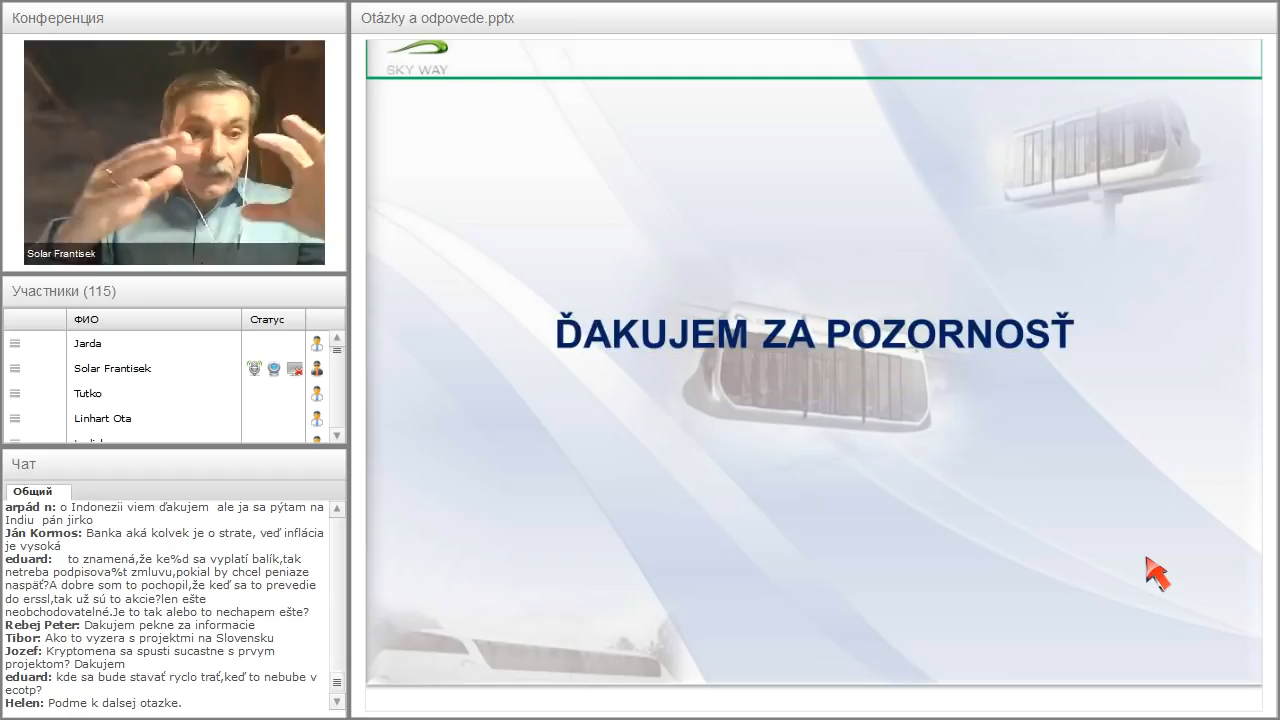 Конференция
Solar Frantisek
Участники (115)
ФИО
Статус
Jarda
Solar Frantisek
Tutko
Linhart Ota
Чат
Общий
arpád n: o Indonezii viem ďakujem ale ja sa pýtam na
Indiu pán jirko
Ján Kormos: Banka aká kolvek je o strate, veď inflácia
je vysoká
eduard: to znamená,že ke%d sa vyplatí balík,tak
netreba podpisova%t zmluvu,pokial by chcel peniaze
naspäť?A dobre som to pochopil,že keď sa to prevedie
do erssl,tak už sú to akcie?len ešte
neobchodovatelné.Je to tak alebo to nechapem ešte?
Rebej Peter: Dakujem pekne za informacie
Tibor: Ako to vyzera s projektmi na Slovensku
Jozef: Kryptomena sa spusti sucastne s prvym
projektom? Dakujem
eduard: kde sa bude stavať ryclo trať,keď to nebube v
ecotp?
Helen: Poďme k dalsej otazke.
Otázky a odpovede.pptx
SKY WAY
ĎAKUJEM ZA POZORNOSŤ